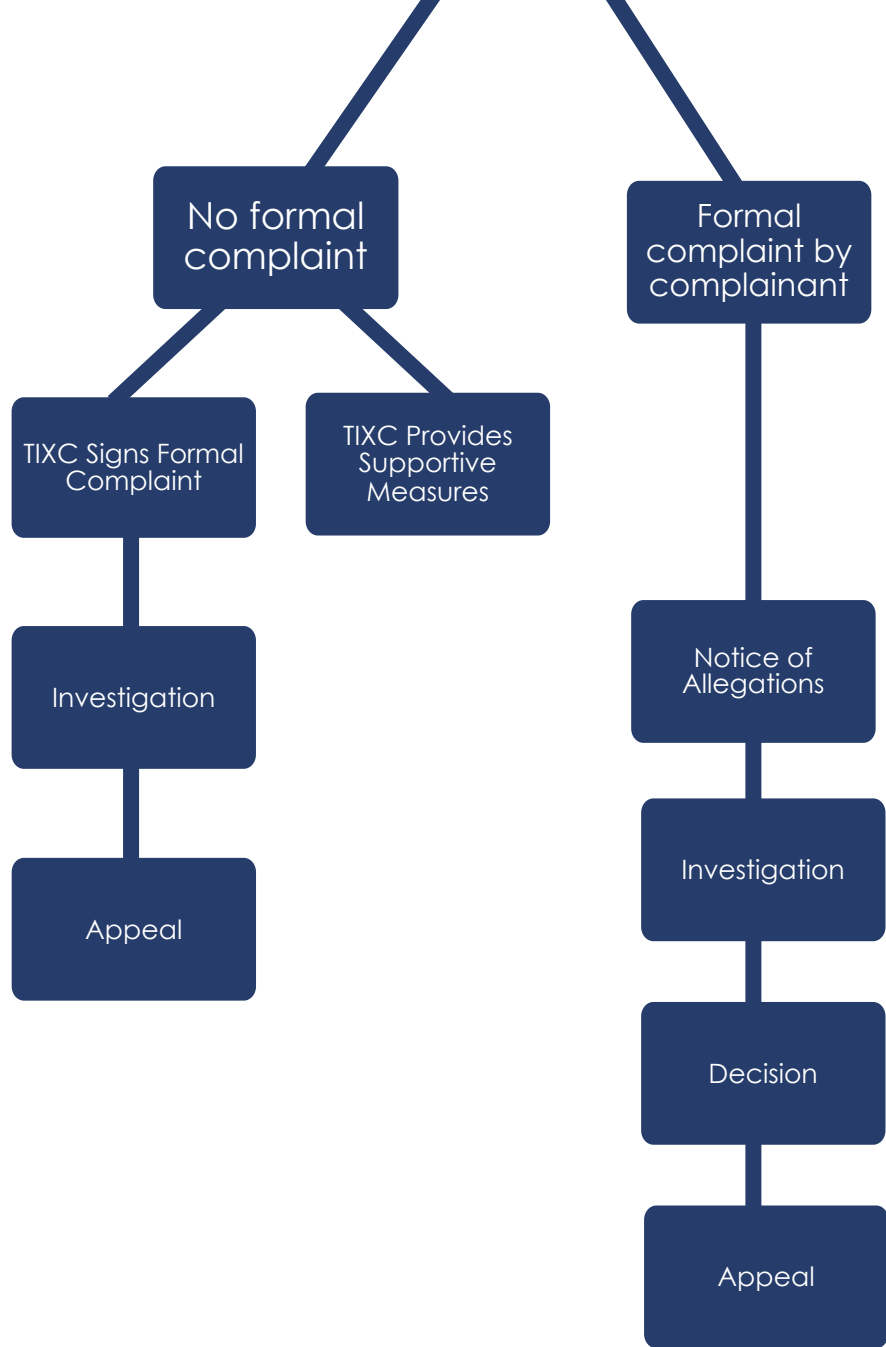 No formal
complaint
Formal
complaint by
complainant
TIXC Signs Formal
Complaint
TIXC Provides
Supportive
Measures
Investigation
Appeal
Notice of
Allegations
Investigation
Decision
Appeal